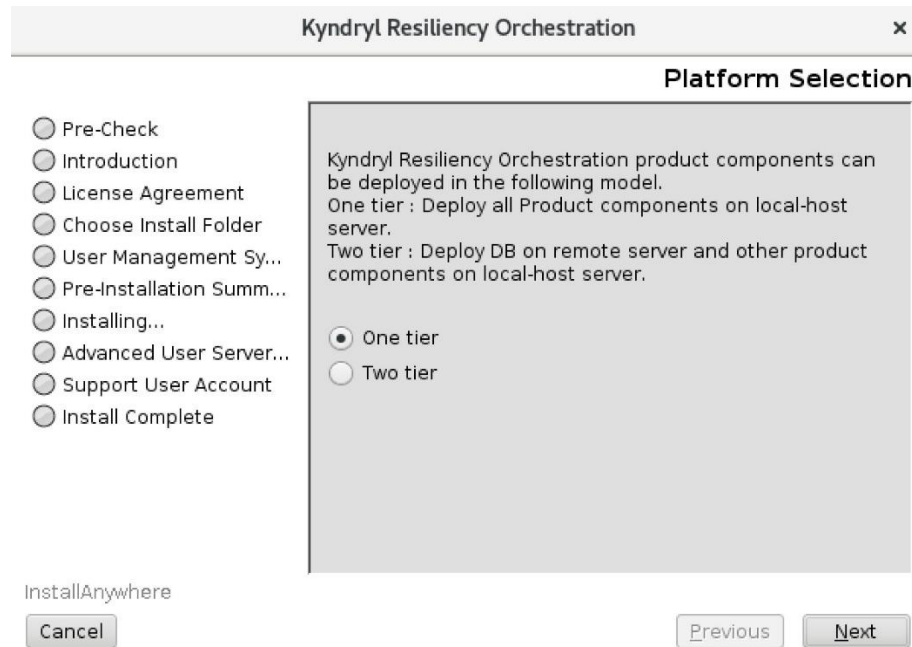 Kyndryl Resiliency Orchestration
×
Platform Selection
Pre-Check
Introduction
License Agreement
Choose Install Folder
User Management Sy...
Pre-Installation Summ...
Installing...
Advanced User Server...
Support User Account
Install Complete
Kyndryl Resiliency Orchestration product components can
be deployed in the following model.
One tier : Deploy all Product components on local-host
server.
Two tier : Deploy DB on remote server and other product
components on local-host server.
One tier
Two tier
InstallAnywhere
Cancel
Previous
Next